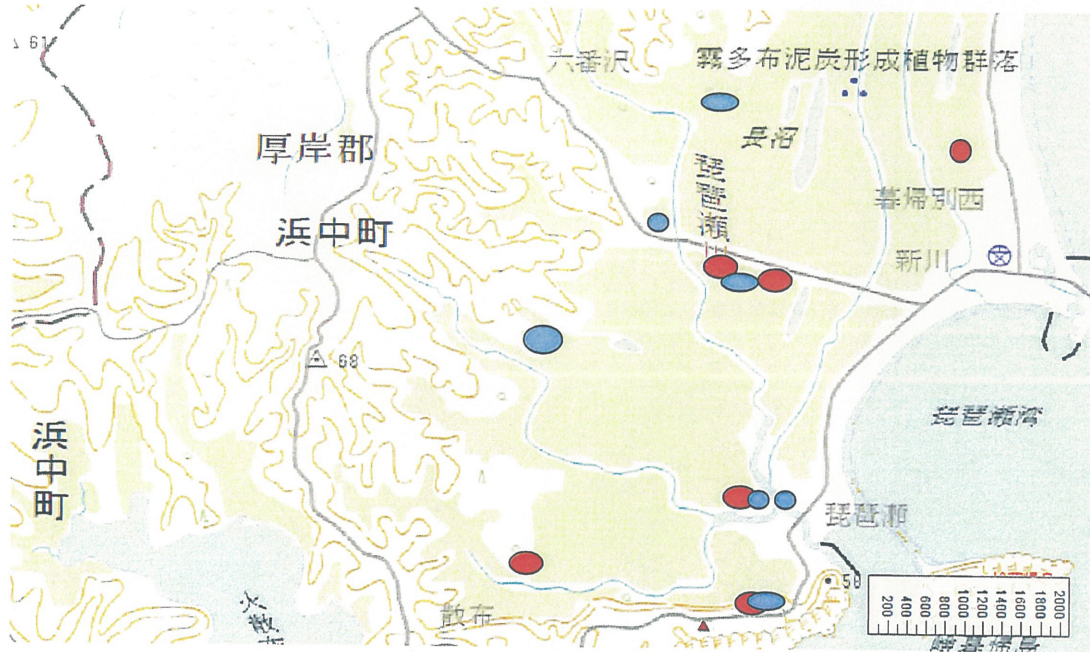 61
六番沢
霧多布泥炭形成植物群落
長沼
厚岸郡
琵琶瀬
浜中町
暮帰別西
新川
68
琵琶瀬湾
浜中町
琵琶瀬
散布
200
400
600
800
1000
1200
1400
1600
1800
2000